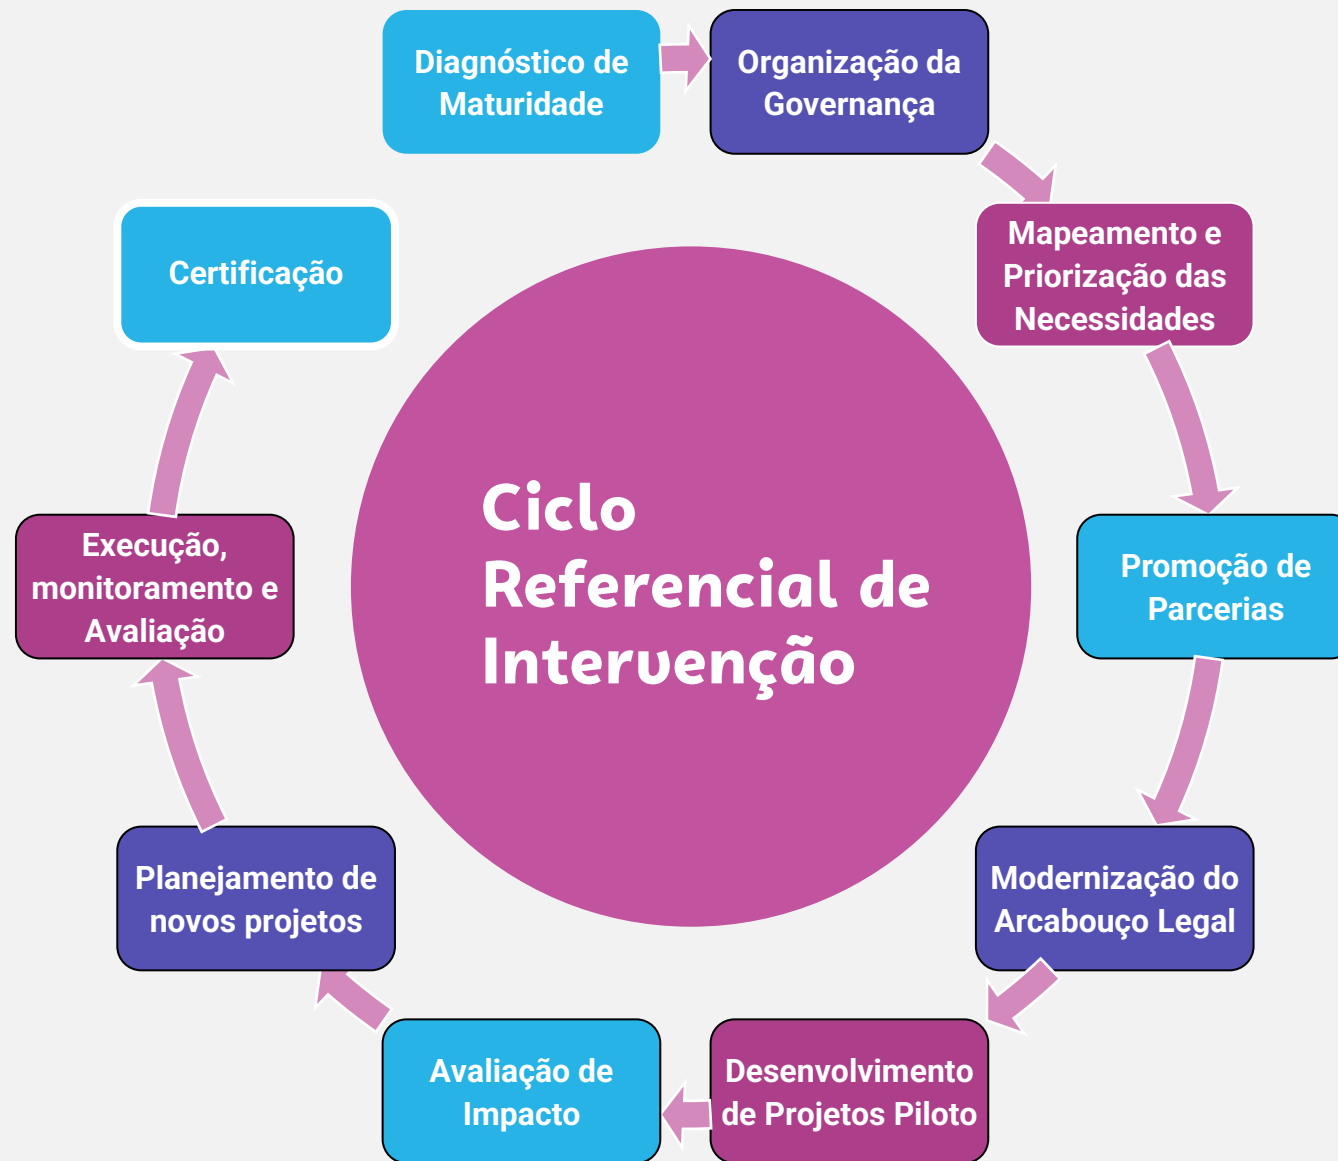 Diagnóstico de
Maturidade
Organização da
Governança
Mapeamento e
Priorização das
Necessidades
Promoção de
Parcerias
Modernização do
Arcabouço Legal
Desenvolvimento
de Projetos Piloto
Avaliação de
Impacto
Planejamento de
novos projetos
Execução,
monitoramento e
Avaliação
Certificação
Ciclo
Referencial de
Intervenção